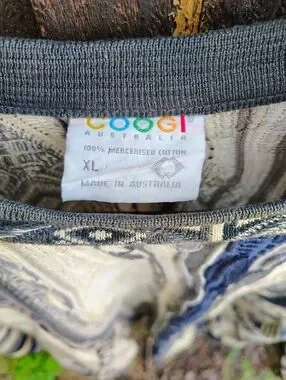 COOGI
AUSTRALIA
100% MERCERISED COTTON
XL
MADE IN AUSTRALIA